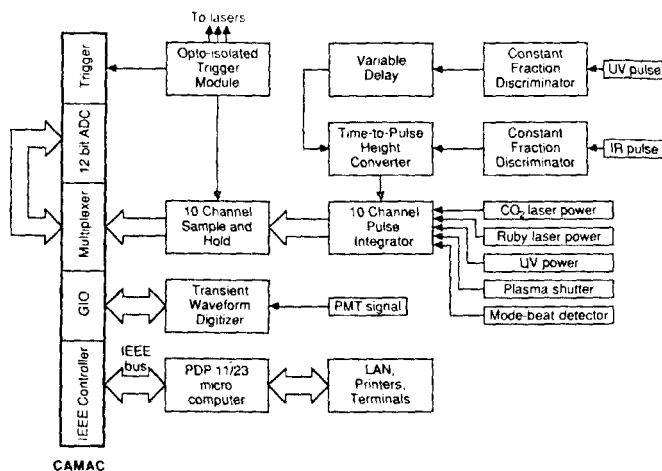 To lasers
Trigger
Opto-isolated
Trigger
Module
Variable
Delay
Constant
Fraction
Discriminator
UV pulse
12 bit ADC
Time-to-Pulse
Height
Converter
Constant
Fraction
Discriminator
IR pulse
Multiplexer
10 Channel
Sample and
Hold
10 Channel
Pulse
Integrator
CO2 laser power
Ruby laser power
UV power
Plasma shutter
Mode-beat detector
GIO
Transient
Waveform
Digitizer
PMT signal
IEEE Controller
IEEE
bus
PDP 11/23
micro
computer
LAN,
Printers,
Terminals
CAMAC